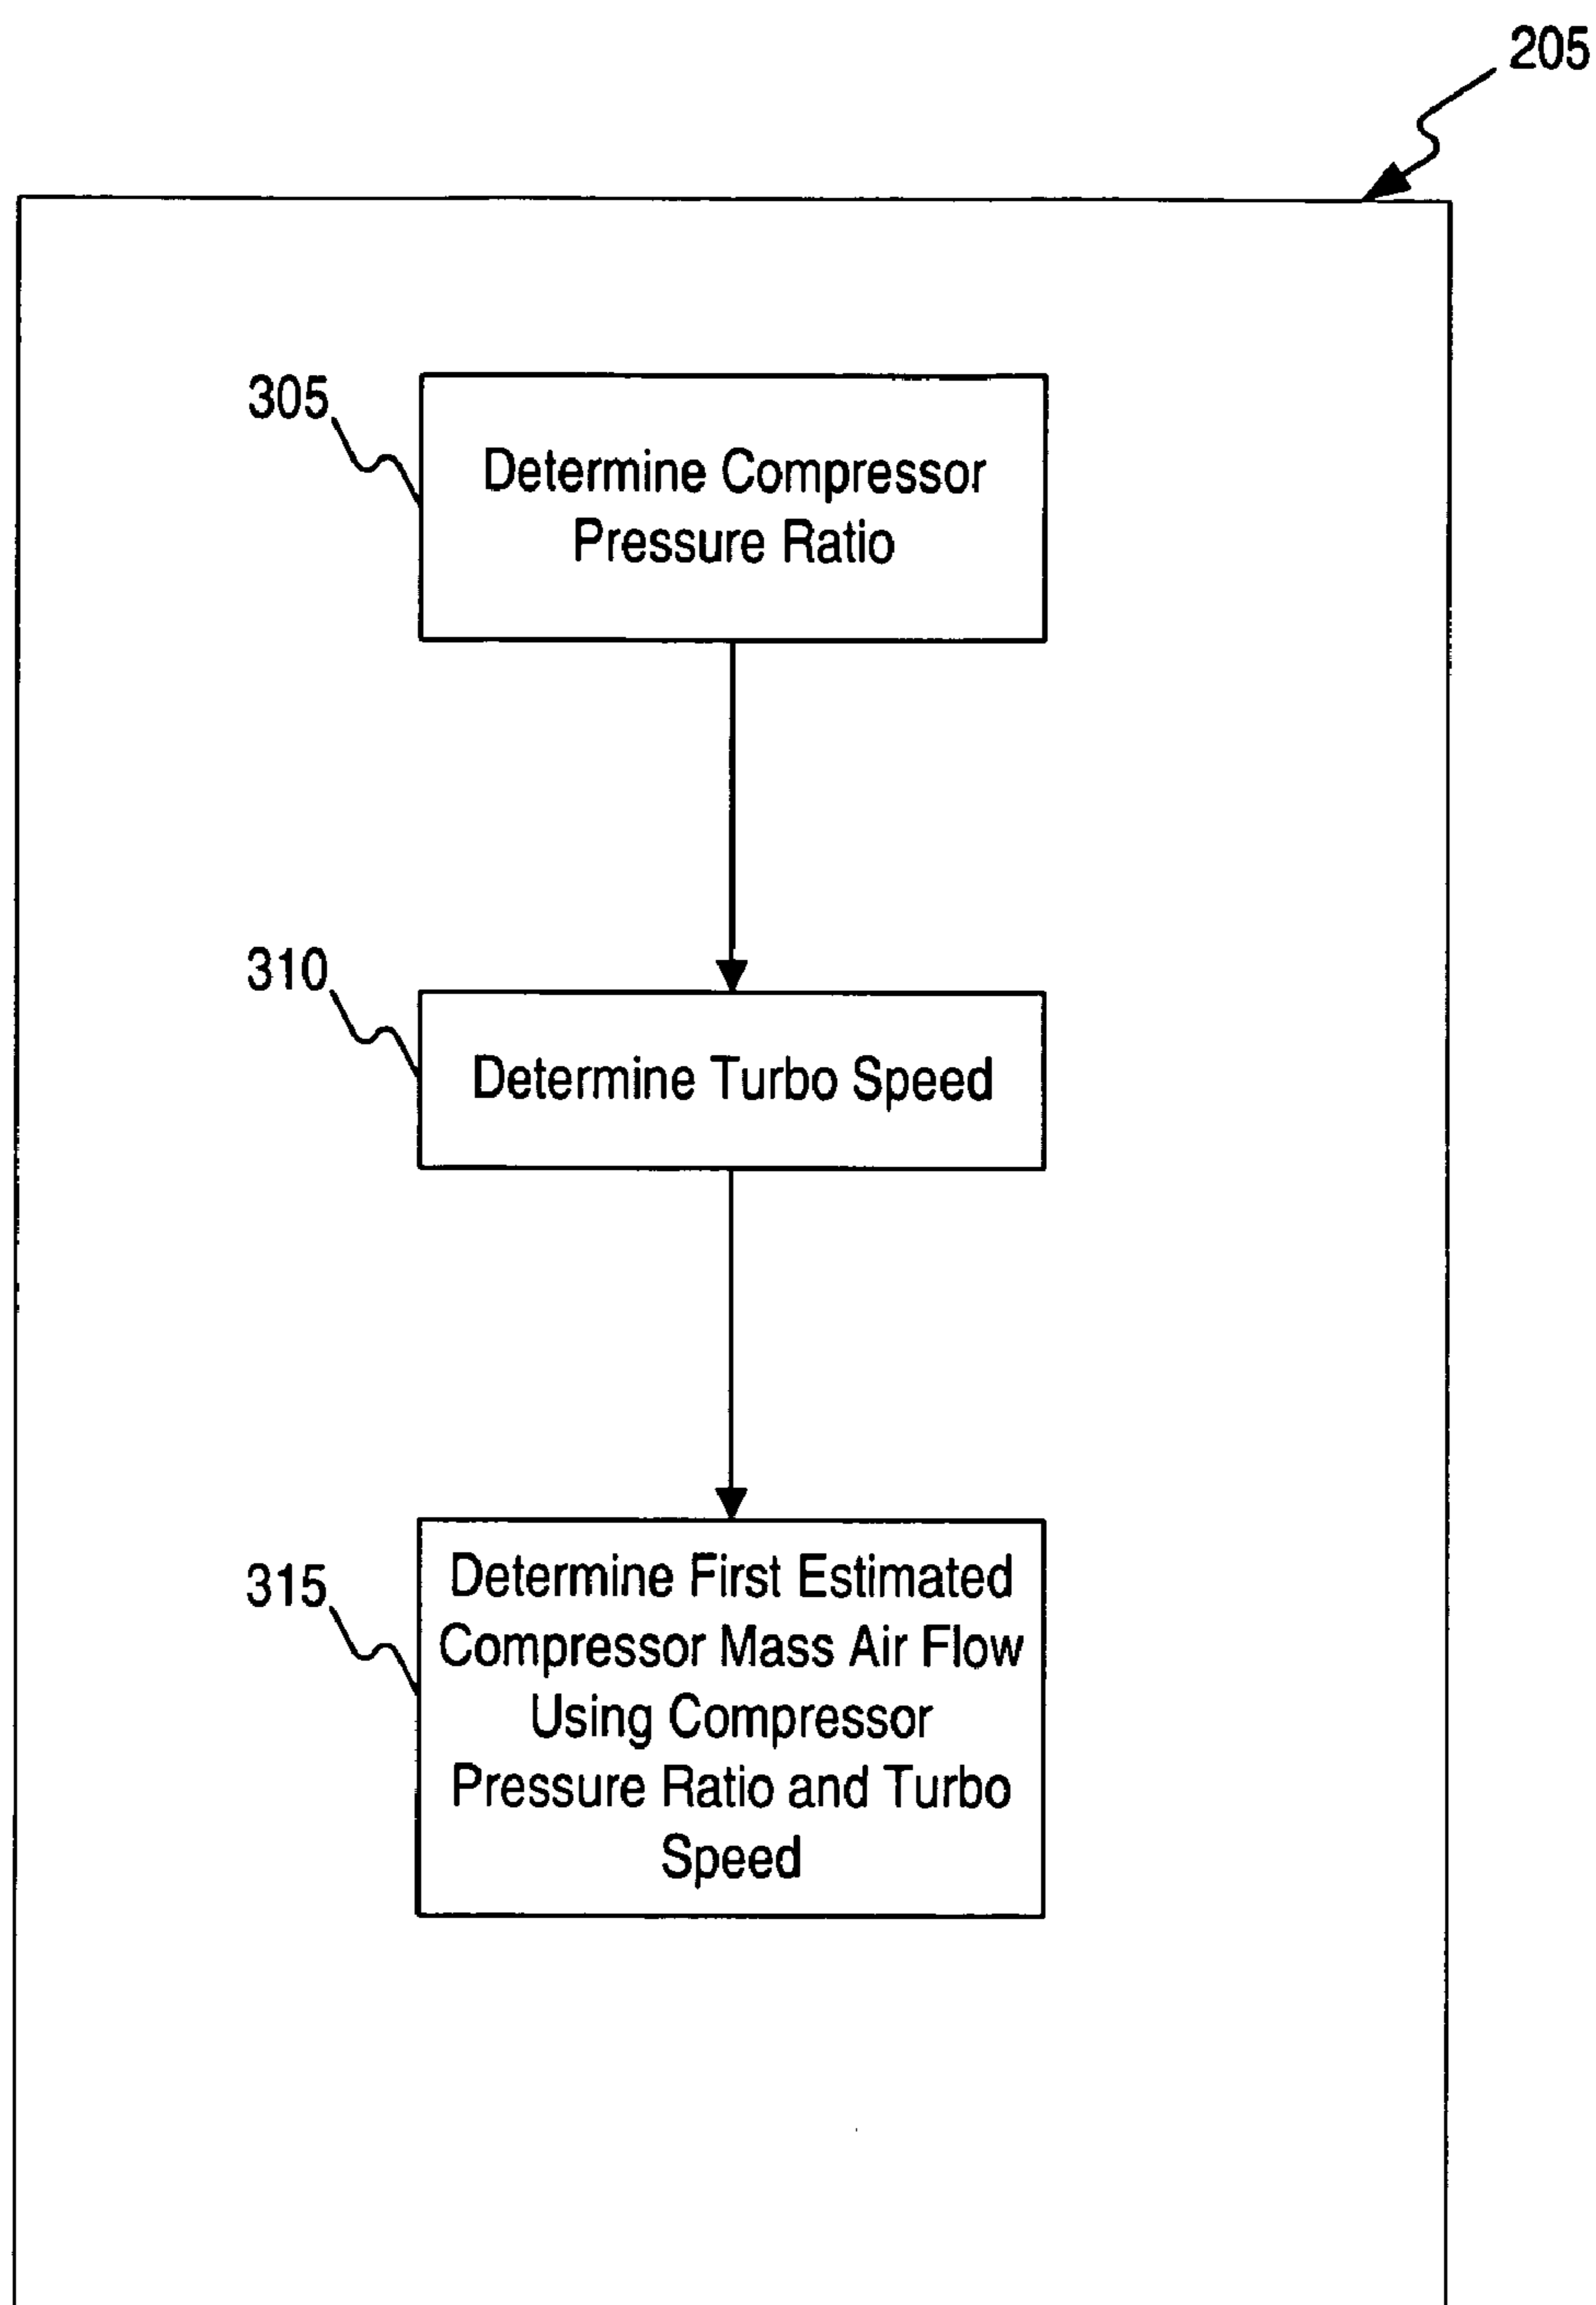 205
305
Determine Compressor
Pressure Ratio
310
Determine Turbo Speed
315
Determine First Estimated
Compressor Mass Air Flow
Using Compressor
Pressure Ratio and Turbo
Speed